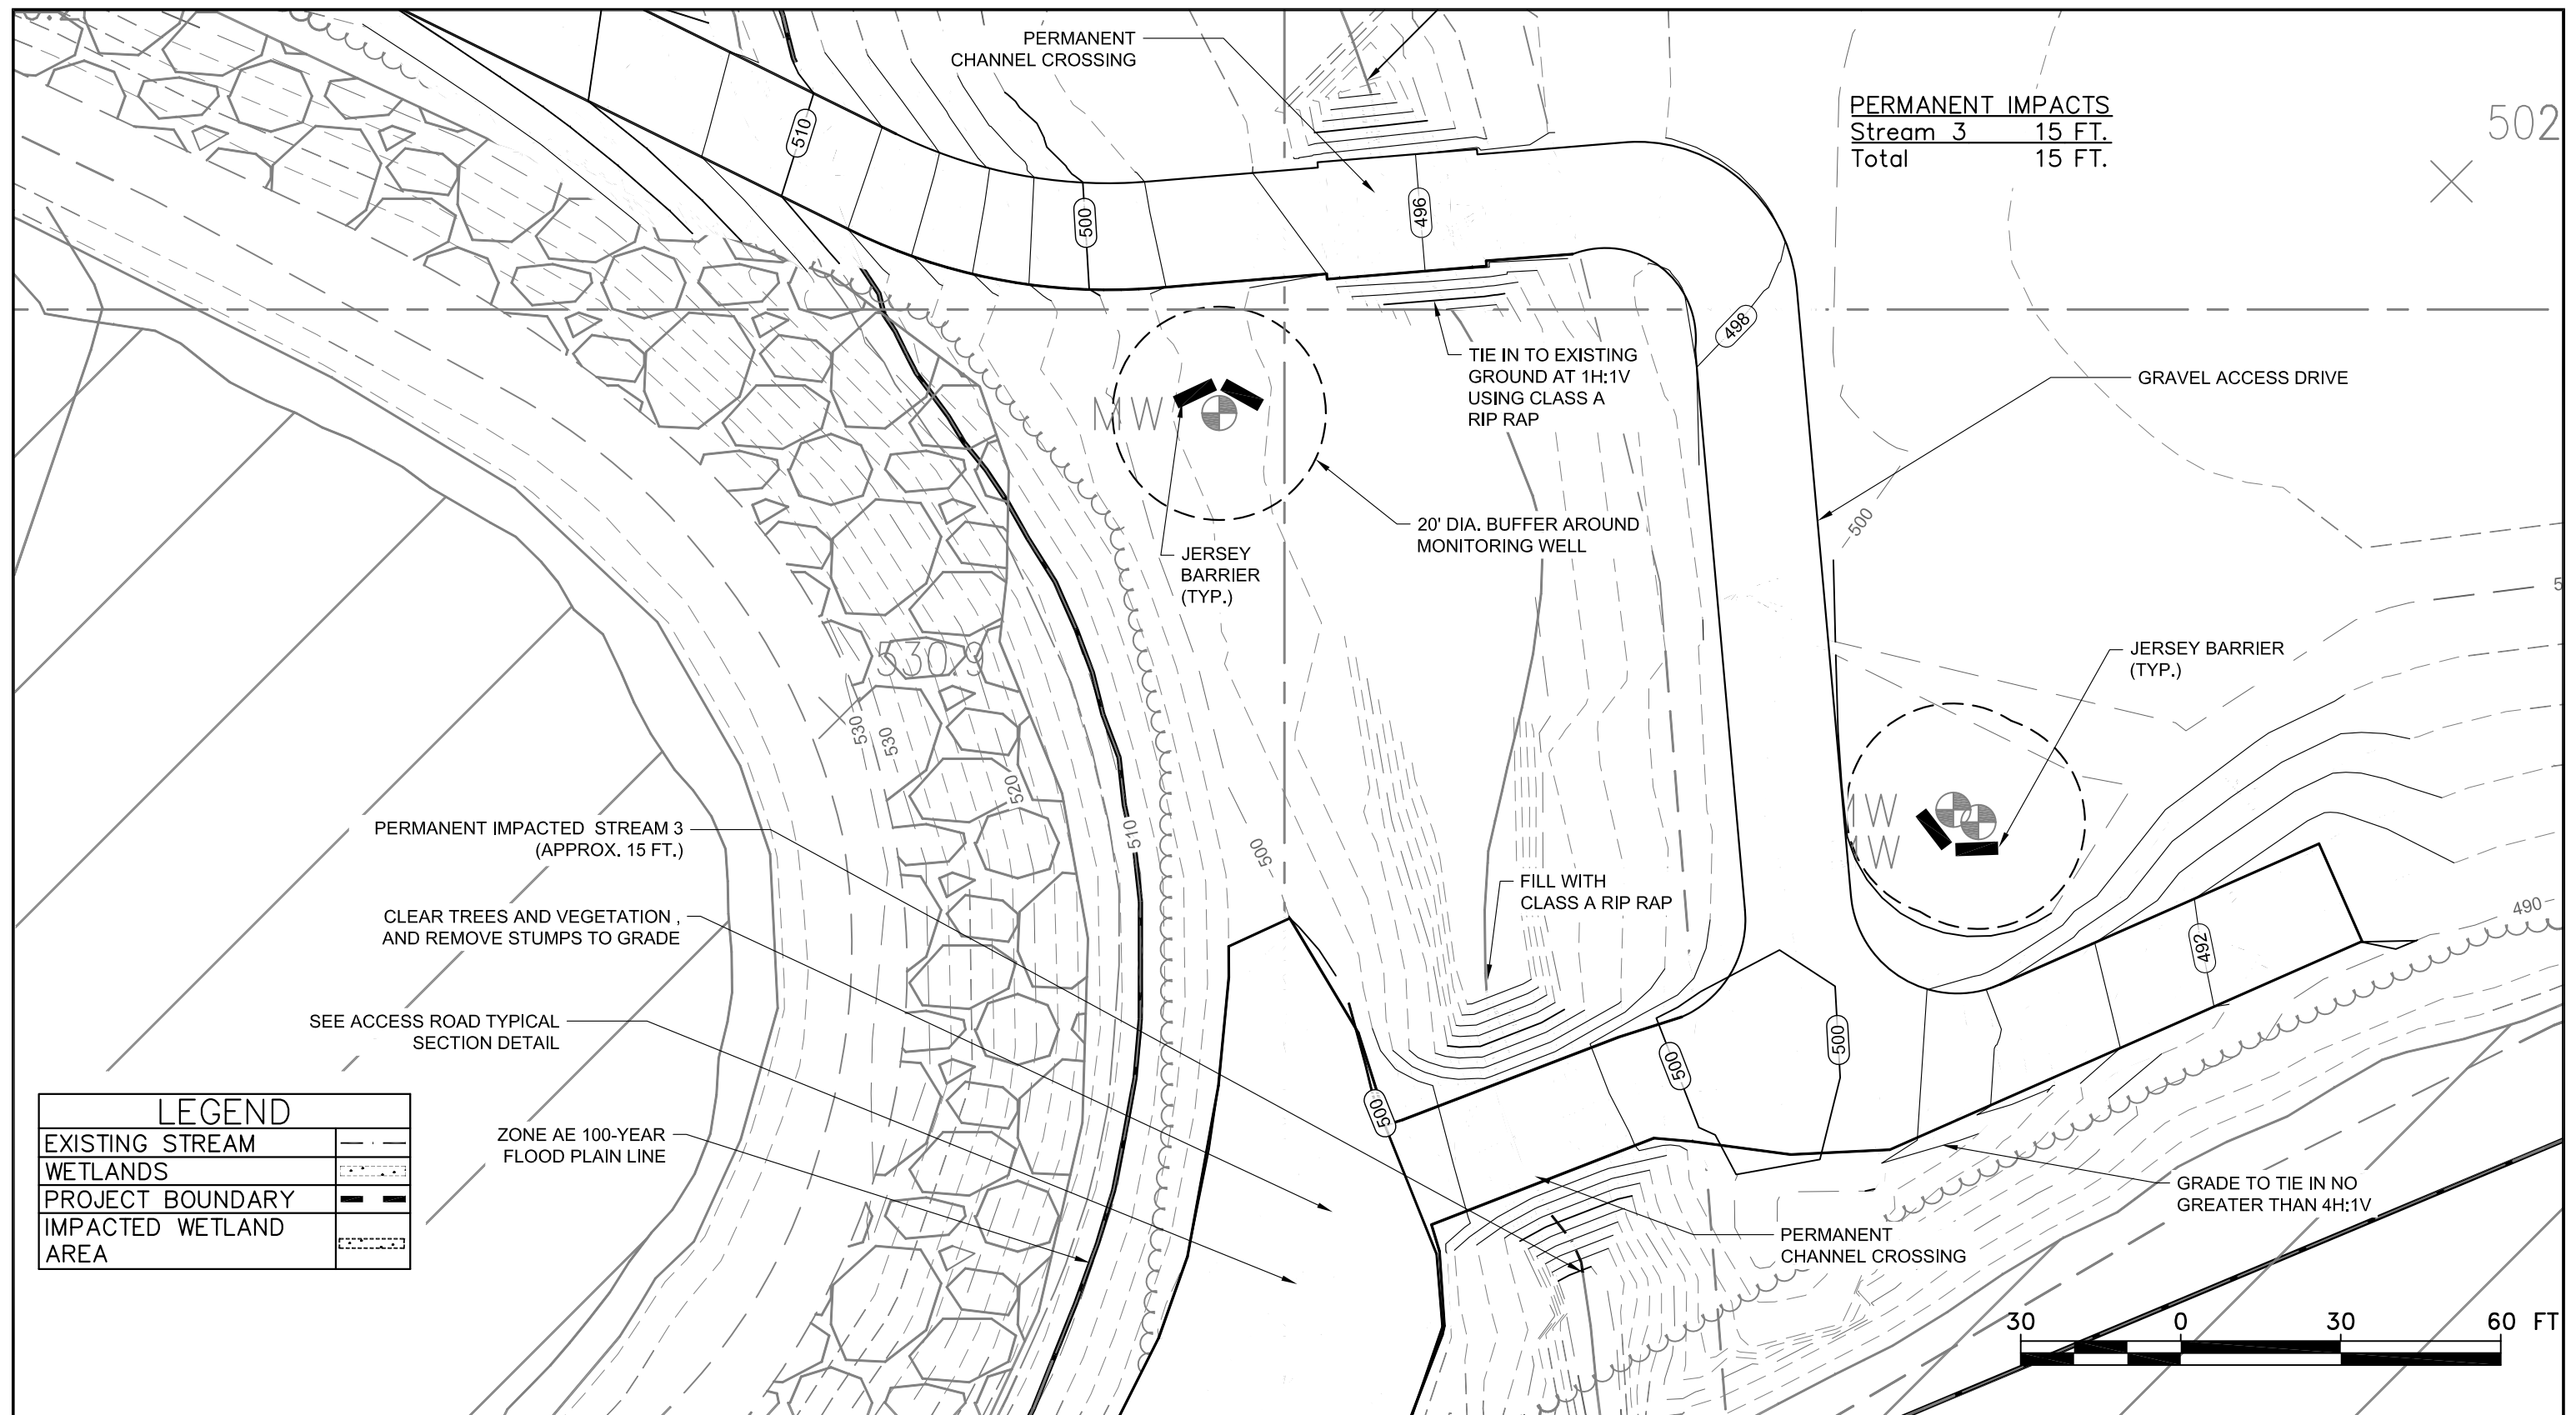 PERMANENT
CHANNEL CROSSING
PERMANENT IMPACTS
Stream 3 15 FT.
Total 15 FT.
502
510
500
496
498
TIE IN TO EXISTING
GROUND AT 1H:1V
USING CLASS A
RIP RAP
GRAVEL ACCESS DRIVE
MW
20' DIA. BUFFER AROUND
MONITORING WELL
500
JERSEY
BARRIER
(TYP.)
530.9
JERSEY BARRIER
(TYP.)
530
530
520
510
500
MW
MW
PERMANENT IMPACTED STREAM 3
(APPROX. 15 FT.)
FILL WITH
CLASS A RIP RAP
CLEAR TREES AND VEGETATION ,
AND REMOVE STUMPS TO GRADE
490
492
SEE ACCESS ROAD TYPICAL
SECTION DETAIL
500
500
500
ZONE AE 100-YEAR
FLOOD PLAIN LINE
LEGEND
EXISTING STREAM
WETLANDS
PROJECT BOUNDARY
IMPACTED WETLAND
AREA
GRADE TO TIE IN NO
GREATER THAN 4H:1V
PERMANENT
CHANNEL CROSSING
30 0 30 60 FT